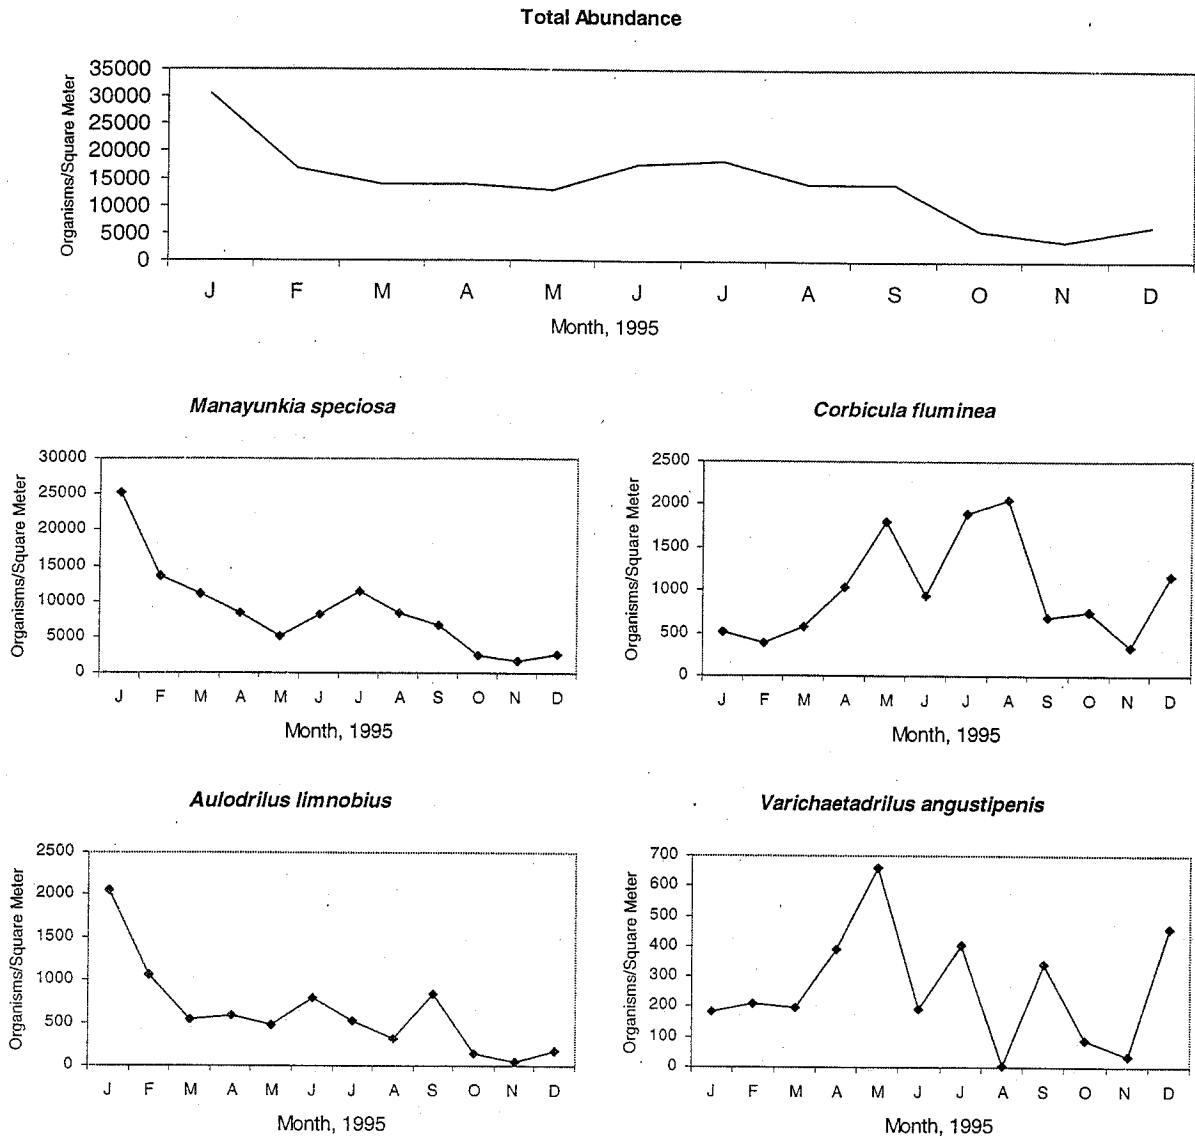 Total Abundance
Organisms/Square Meter
35000
30000
25000
20000
15000
10000
5000
0
J F M A M J J A S O N D
Month, 1995
Manayunkia speciosa
Organisms/Square Meter
30000
25000
20000
15000
10000
5000
0
J F M A M J J A S O N D
Month, 1995
Corbicula fluminea
Organisms/Square Meter
2500
2000
1500
1000
500
0
J F M A M J J A S O N D
Month, 1995
Aulodrilus limnobius
Organisms/Square Meter
2500
2000
1500
1000
500
0
J F M A M J J A S O N D
Month, 1995
Varichaetadrilus angustipenis
Organisms/Square Meter
700
600
500
400
300
200
100
0
J F M A M J J A S O N D
Month, 1995